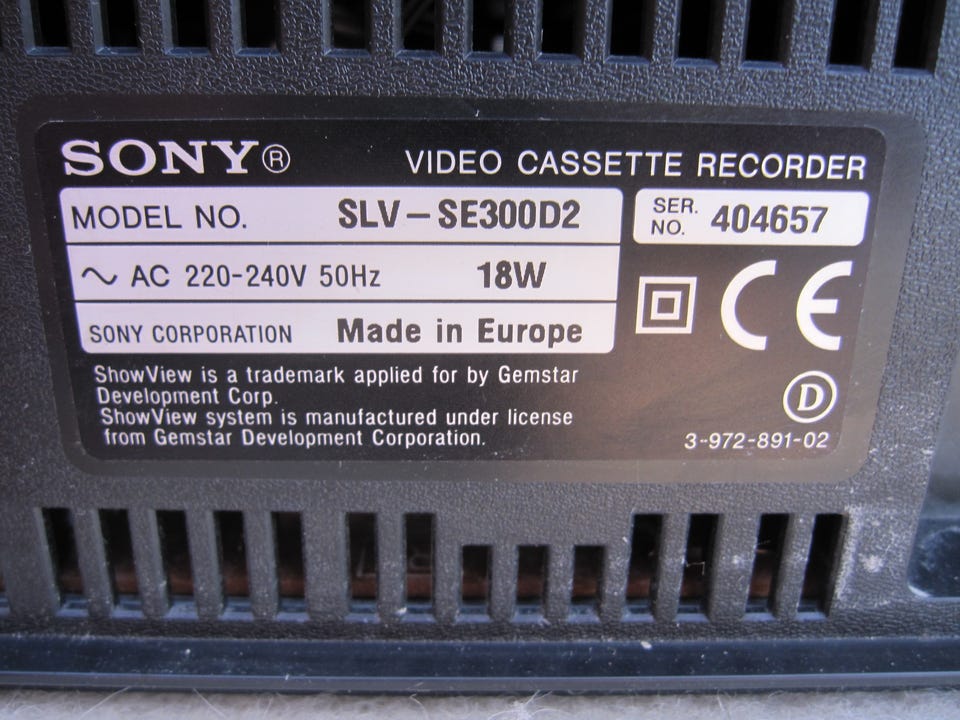 SONY® VIDEO CASSETTE RECORDER
MODEL NO. SLV-SE300D2
SER. NO. 404657
~ AC 220-240V 50Hz 18W
SONY CORPORATION Made in Europe
CE
ShowView is a trademark applied for by Gemstar
Development Corp.
ShowView system is manufactured under license
from Gemstar Development Corporation.
D
3-972-891-02